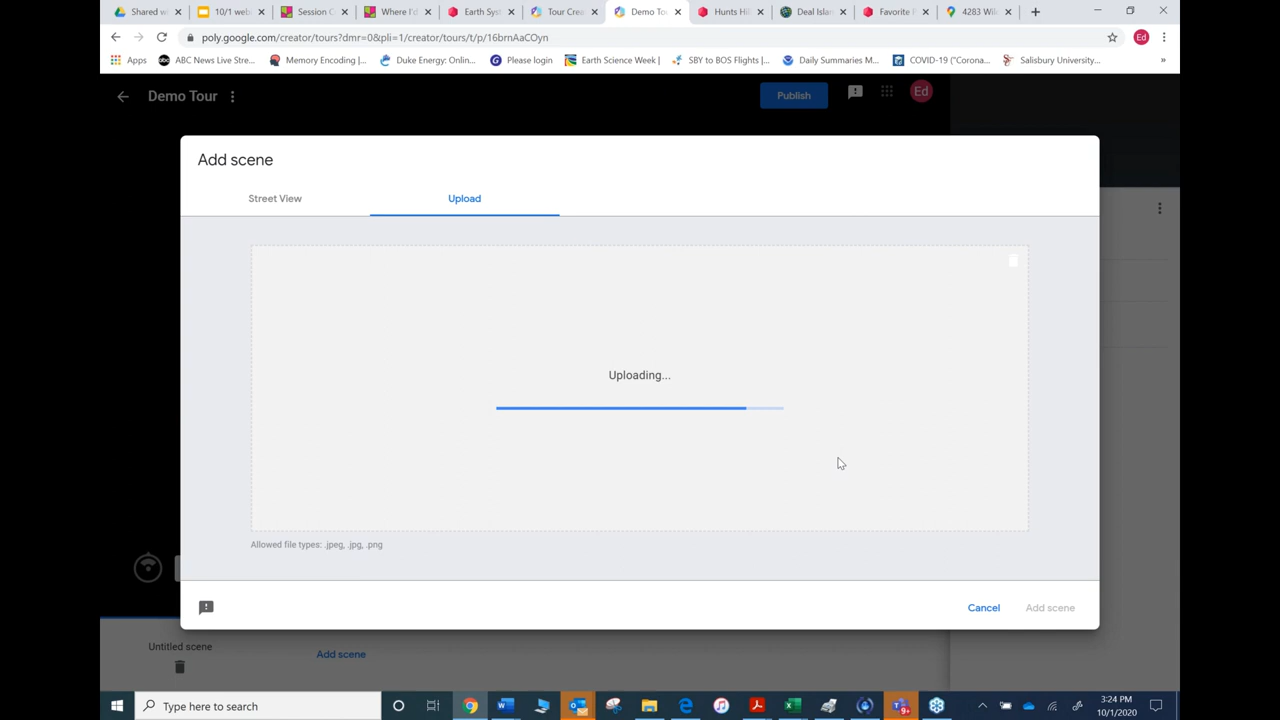 Shared w
10/1 web
Session C
Where I'd
Earth Sys
Tour Crea
Demo Tou
Hunts Hil
Deal Islan
Favorite P
4283 Wil
poly.google.com/creator/tours?dmr=0&pli=1/creator/tours/t/p/16brnAaCOyn
Ed
Apps
ABC News Live Stre...
Memory Encoding |...
Duke Energy: Onlin...
Please login
Earth Science Week |
SBY to BOS Flights |...
Daily Summaries M...
COVID-19 ("Corona...
Salisbury University...
»
Demo Tour
Publish
Ed
Add scene
Street View
Upload
Uploading...
Allowed file types: .jpeg, .jpg, .png
Cancel
Add scene
Untitled scene
Add scene
Type here to search
9+
3:24 PM
10/1/2020